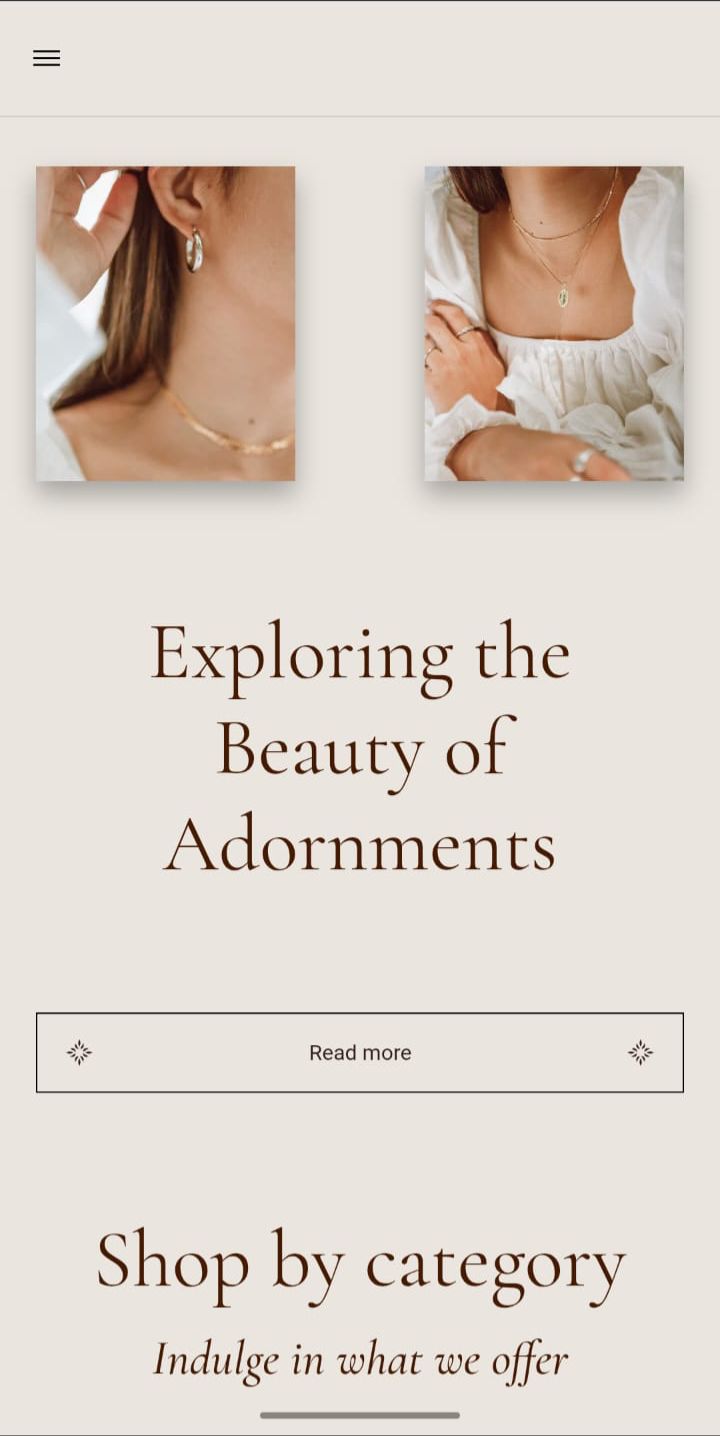 Exploring the
Beauty of
Adornments
Read more
Shop by category
Indulge in what we offer